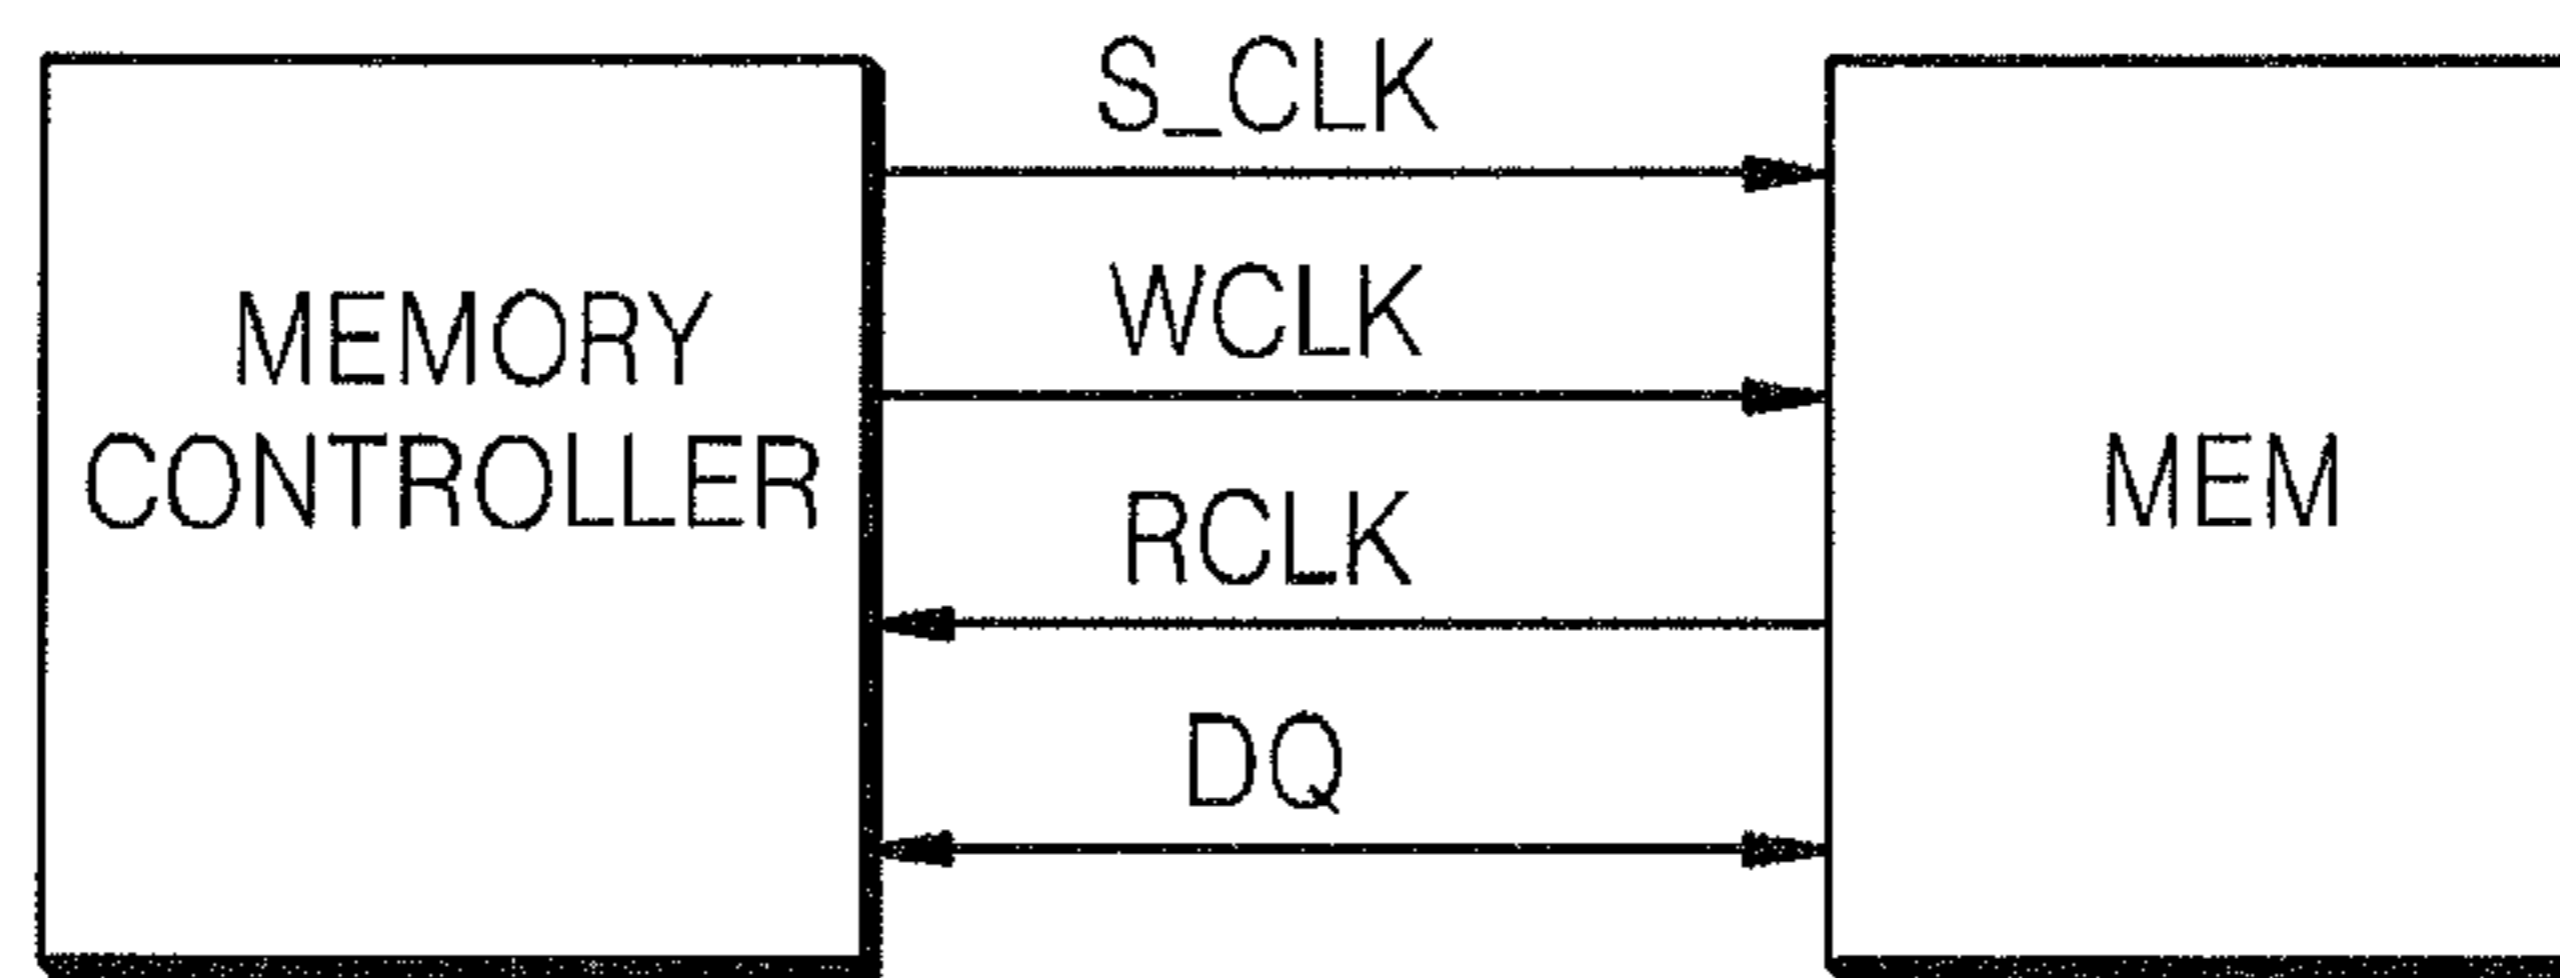 S_CLK
WCLK
MEMORY
CONTROLLER
MEM
RCLK
DQ